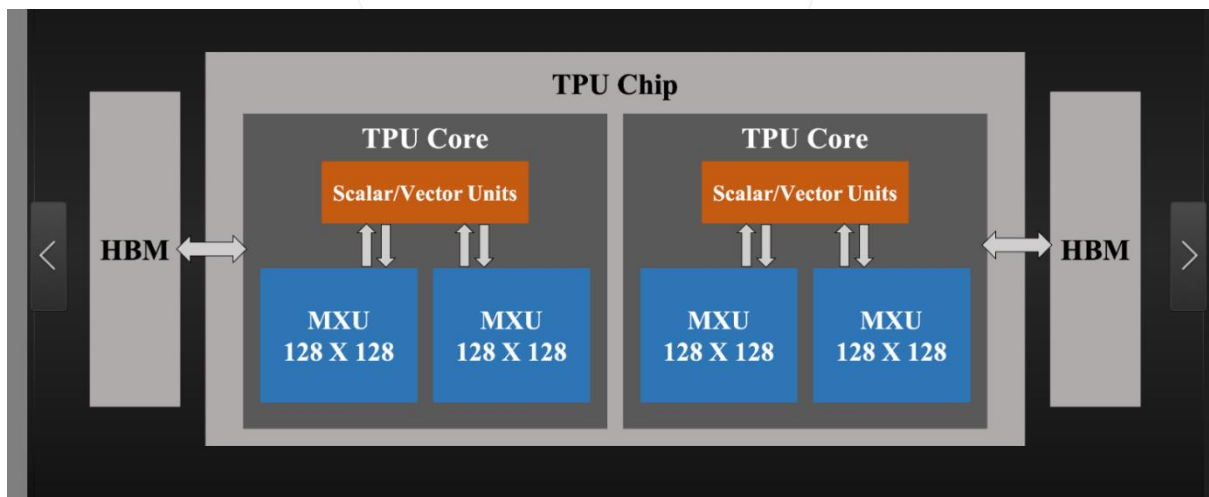 TPU Chip
HBM
TPU Core
Scalar/Vector Units
MXU
128 X 128
MXU
128 X 128
TPU Core
Scalar/Vector Units
MXU
128 X 128
MXU
128 X 128
HBM